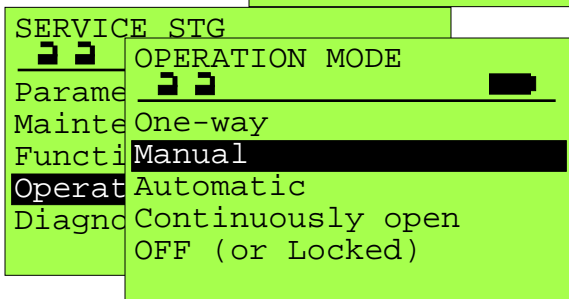 SERVICE STG
Parame
Mainte
Functi
Operat
Diagno
OPERATION MODE
One-way
Manual
Automatic
Continuously open
OFF (or Locked)